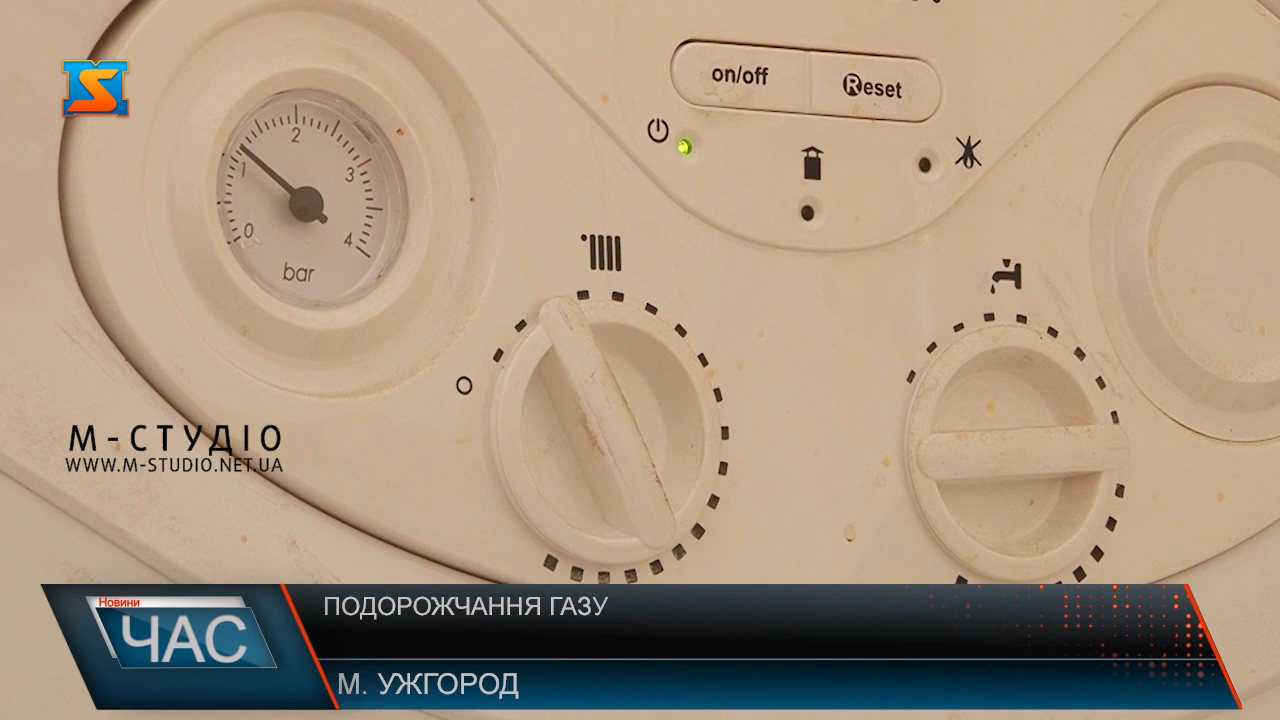 on/off
Reset
2
1
3
0
4
bar
М-СТУДІО
WWW.M-STUDIO.NET.UA
Новини
ЧАС
ПОДОРОЖЧАННЯ ГАЗУ
М. УЖГОРОД